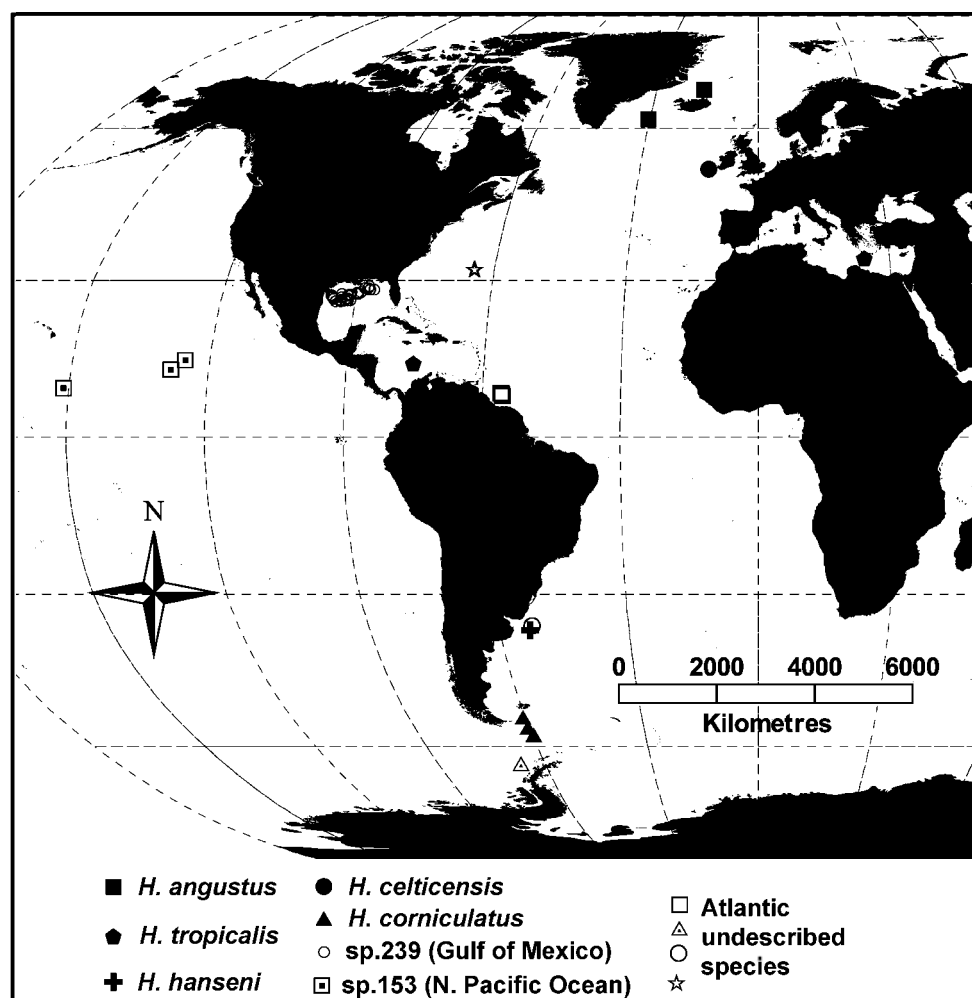 N
0 2000 4000 6000
Kilometres
H. angustus
H. celticensis
Atlantic
H. corniculatus
H. tropicalis
undescribed
sp.239 (Gulf of Mexico)
species
H. hanseni
sp.153 (N. Pacific Ocean)